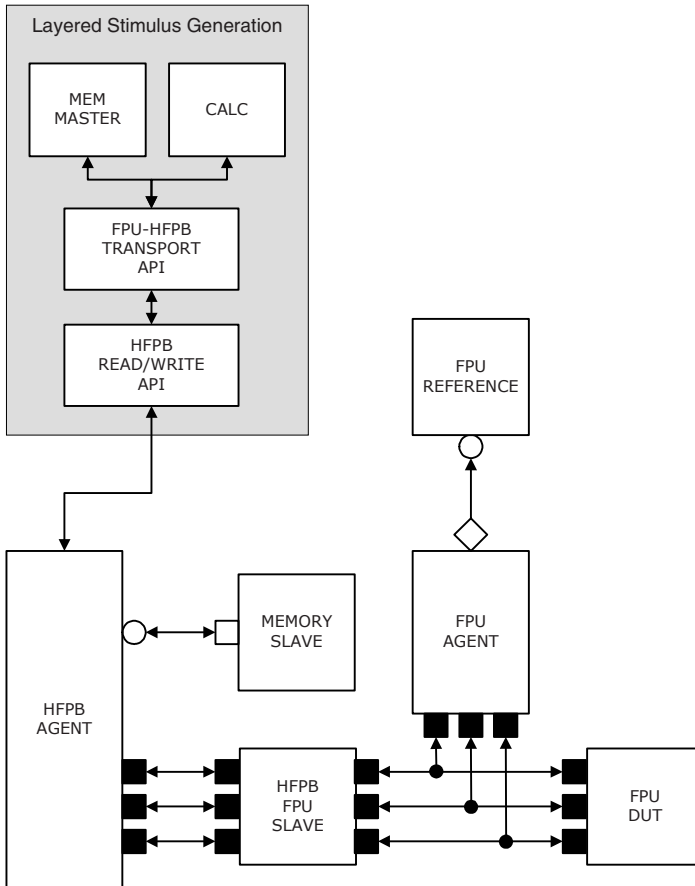 Layered Stimulus Generation
MEM
MASTER
CALC
FPU-HFPB
TRANSPORT
API
HFPB
READ/WRITE
API
FPU
REFERENCE
HFPB
AGENT
MEMORY
SLAVE
FPU
AGENT
HFPB
FPU
SLAVE
FPU
DUT